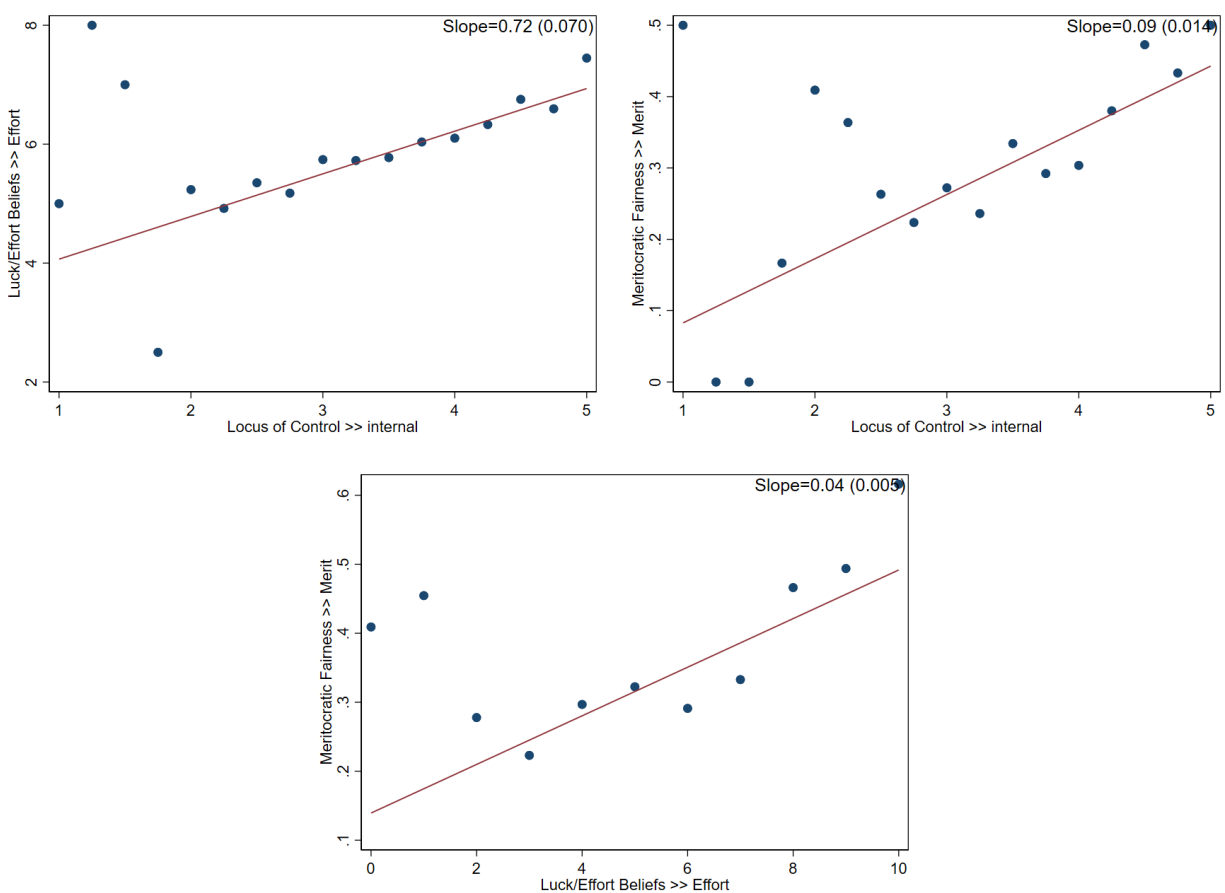 Slope=0.72 (0.070)
Luck/Effort Beliefs >> Effort
8
6
4
2
1 2 3 4 5
Locus of Control >> internal
Slope=0.09 (0.014)
Meritocratic Fairness >> Merit
.5
.4
.3
.2
.1
0
1 2 3 4 5
Locus of Control >> internal
Slope=0.04 (0.005)
Meritocratic Fairness >> Merit
.6
.5
.4
.3
.2
.1
0 2 4 6 8 10
Luck/Effort Beliefs >> Effort